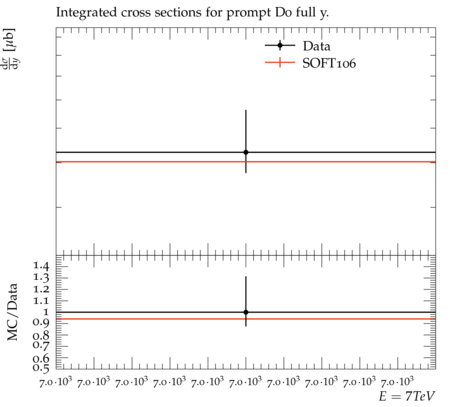 Integrated cross sections for prompt Do full y.
dσ/dy [μb]
Data
SOFT106
MC/Data
1.4
1.3
1.2
1.1
1
0.9
0.8
0.7
0.6
0.5
7.0·10³ 7.0·10³ 7.0·10³ 7.0·10³ 7.0·10³ 7.0·10³ 7.0·10³ 7.0·10³ 7.0·10³ 7.0·10³
E = 7TeV